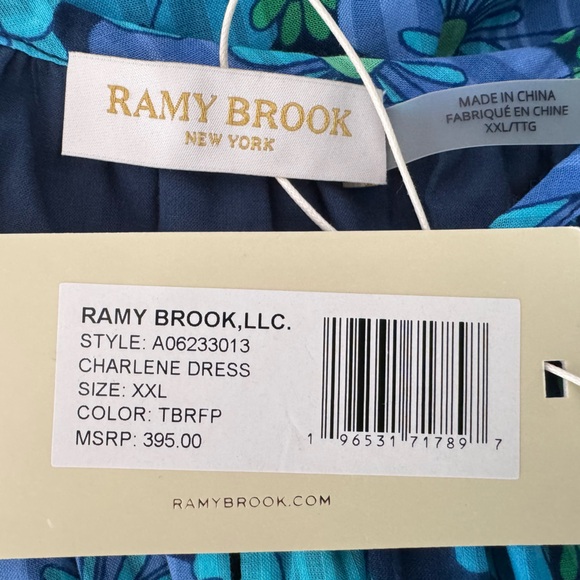 RAMY BROOK
NEW YORK
MADE IN CHINA
FABRIQUÉ EN CHINE
XXL/TTG
RAMY BROOK,LLC.
STYLE: A06233013
CHARLENE DRESS
SIZE: XXL
COLOR: TBRFP
MSRP: 395.00
1 96531 71789 7
RAMYBROOK.COM